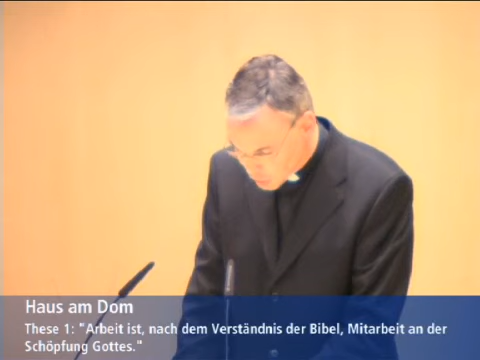 Haus am Dom
These 1: "Arbeit ist, nach dem Verständnis der Bibel, Mitarbeit an der
Schöpfung Gottes."